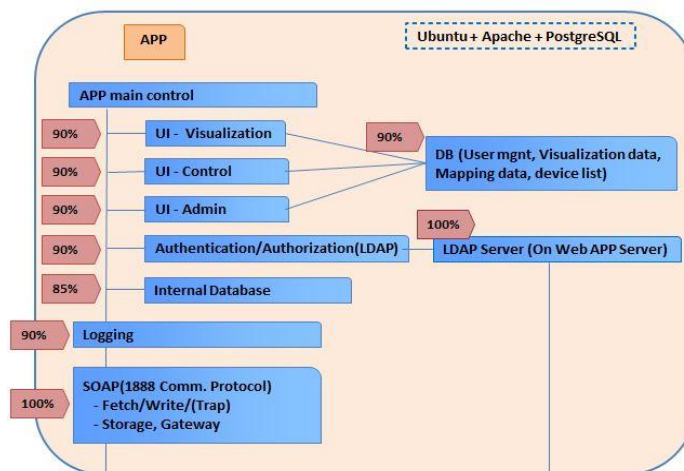 APP
Ubuntu + Apache + PostgreSQL
APP main control
90%
UI - Visualization
90%
DB (User mgnt, Visualization data,
Mapping data, device list)
90%
UI - Control
90%
UI - Admin
100%
90%
Authentication/Authorization(LDAP)
LDAP Server (On Web APP Server)
85%
Internal Database
90%
Logging
100%
SOAP(1888 Comm. Protocol)
- Fetch/Write/(Trap)
- Storage, Gateway